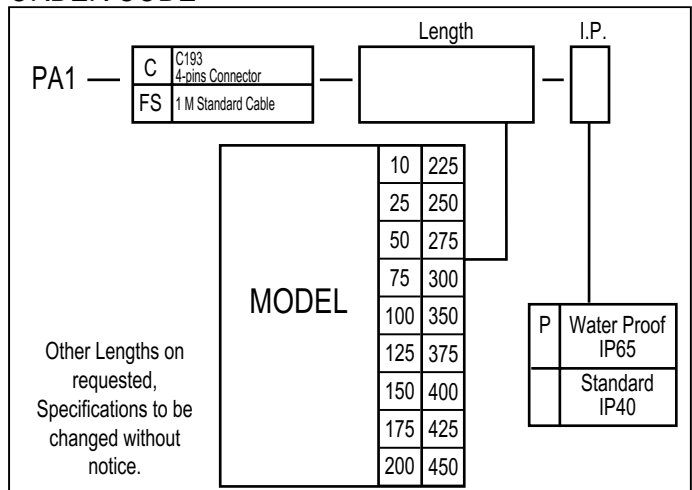 Length
I.P.
PA1
C C193 4-pins Connector
FS 1 M Standard Cable
MODEL
10 225
25 250
50 275
75 300
100 350
125 375
150 400
175 425
200 450
Other Lengths on
requested,
Specifications to be
changed without
notice.
P Water Proof
IP65
Standard
IP40